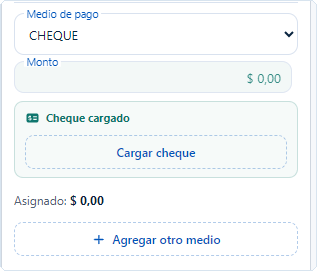 Medio de pago
CHEQUE
Monto
$ 0,00
Cheque cargado
Cargar cheque
Asignado: $ 0,00
+ Agregar otro medio